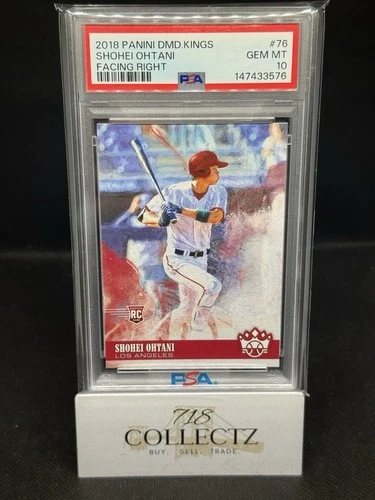 2018 PANINI DMD.KINGS #76
SHOHEI OHTANI GEM MT
FACING RIGHT 10
PSA 147433576
RC
SHOHEI OHTANI
LOS ANGELES
PSA
718
COLLECTZ
BUY. SELL. TRADE.